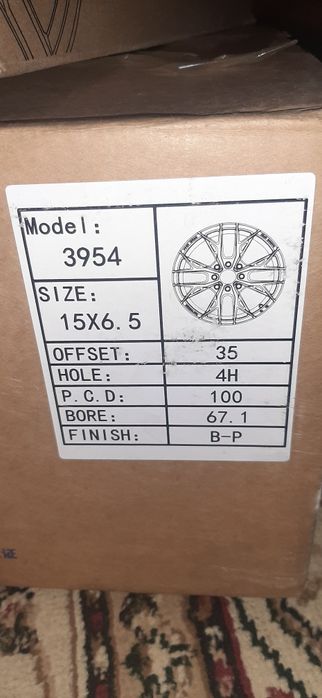 Model:
3954
SIZE:
15X6.5
OFFSET: 35
HOLE: 4H
P.C.D: 100
BORE: 67.1
FINISH: B-P